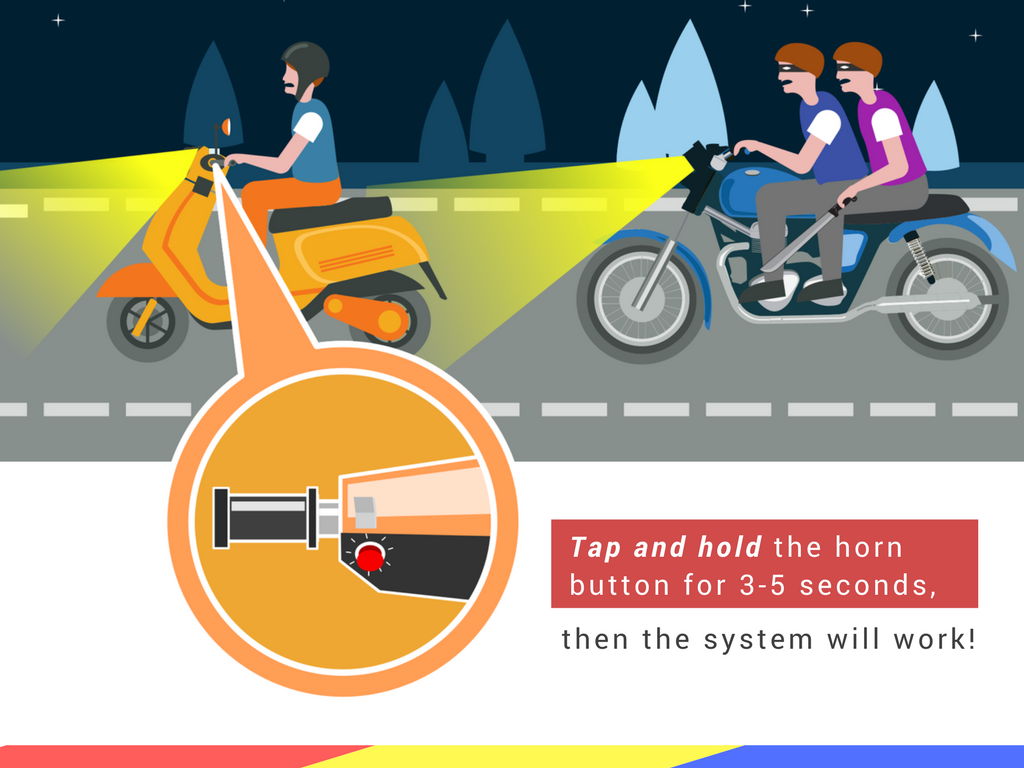 Tap and hold the horn
button for 3-5 seconds,
then the system will work!